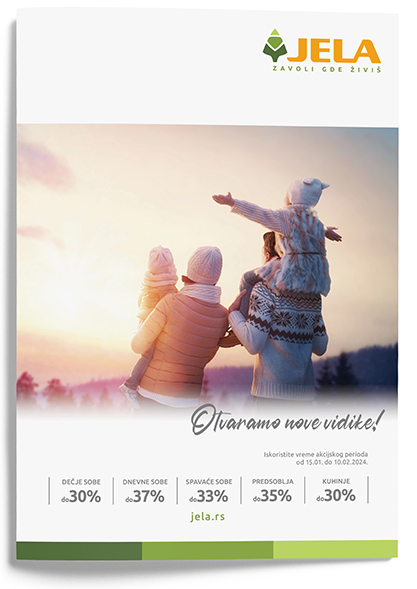 JELA
ZAVOLI GDE ŽIVIŠ
Otvaramo nove vidike!
Iskoristite vreme akcijskog perioda
od 15.01. do 10.02.2024.
DEČJE SOBE
do30%
DNEVNE SOBE
do37%
SPAVAĆE SOBE
do33%
PREDSOBLJA
do35%
KUHINJE
do30%
jela.rs